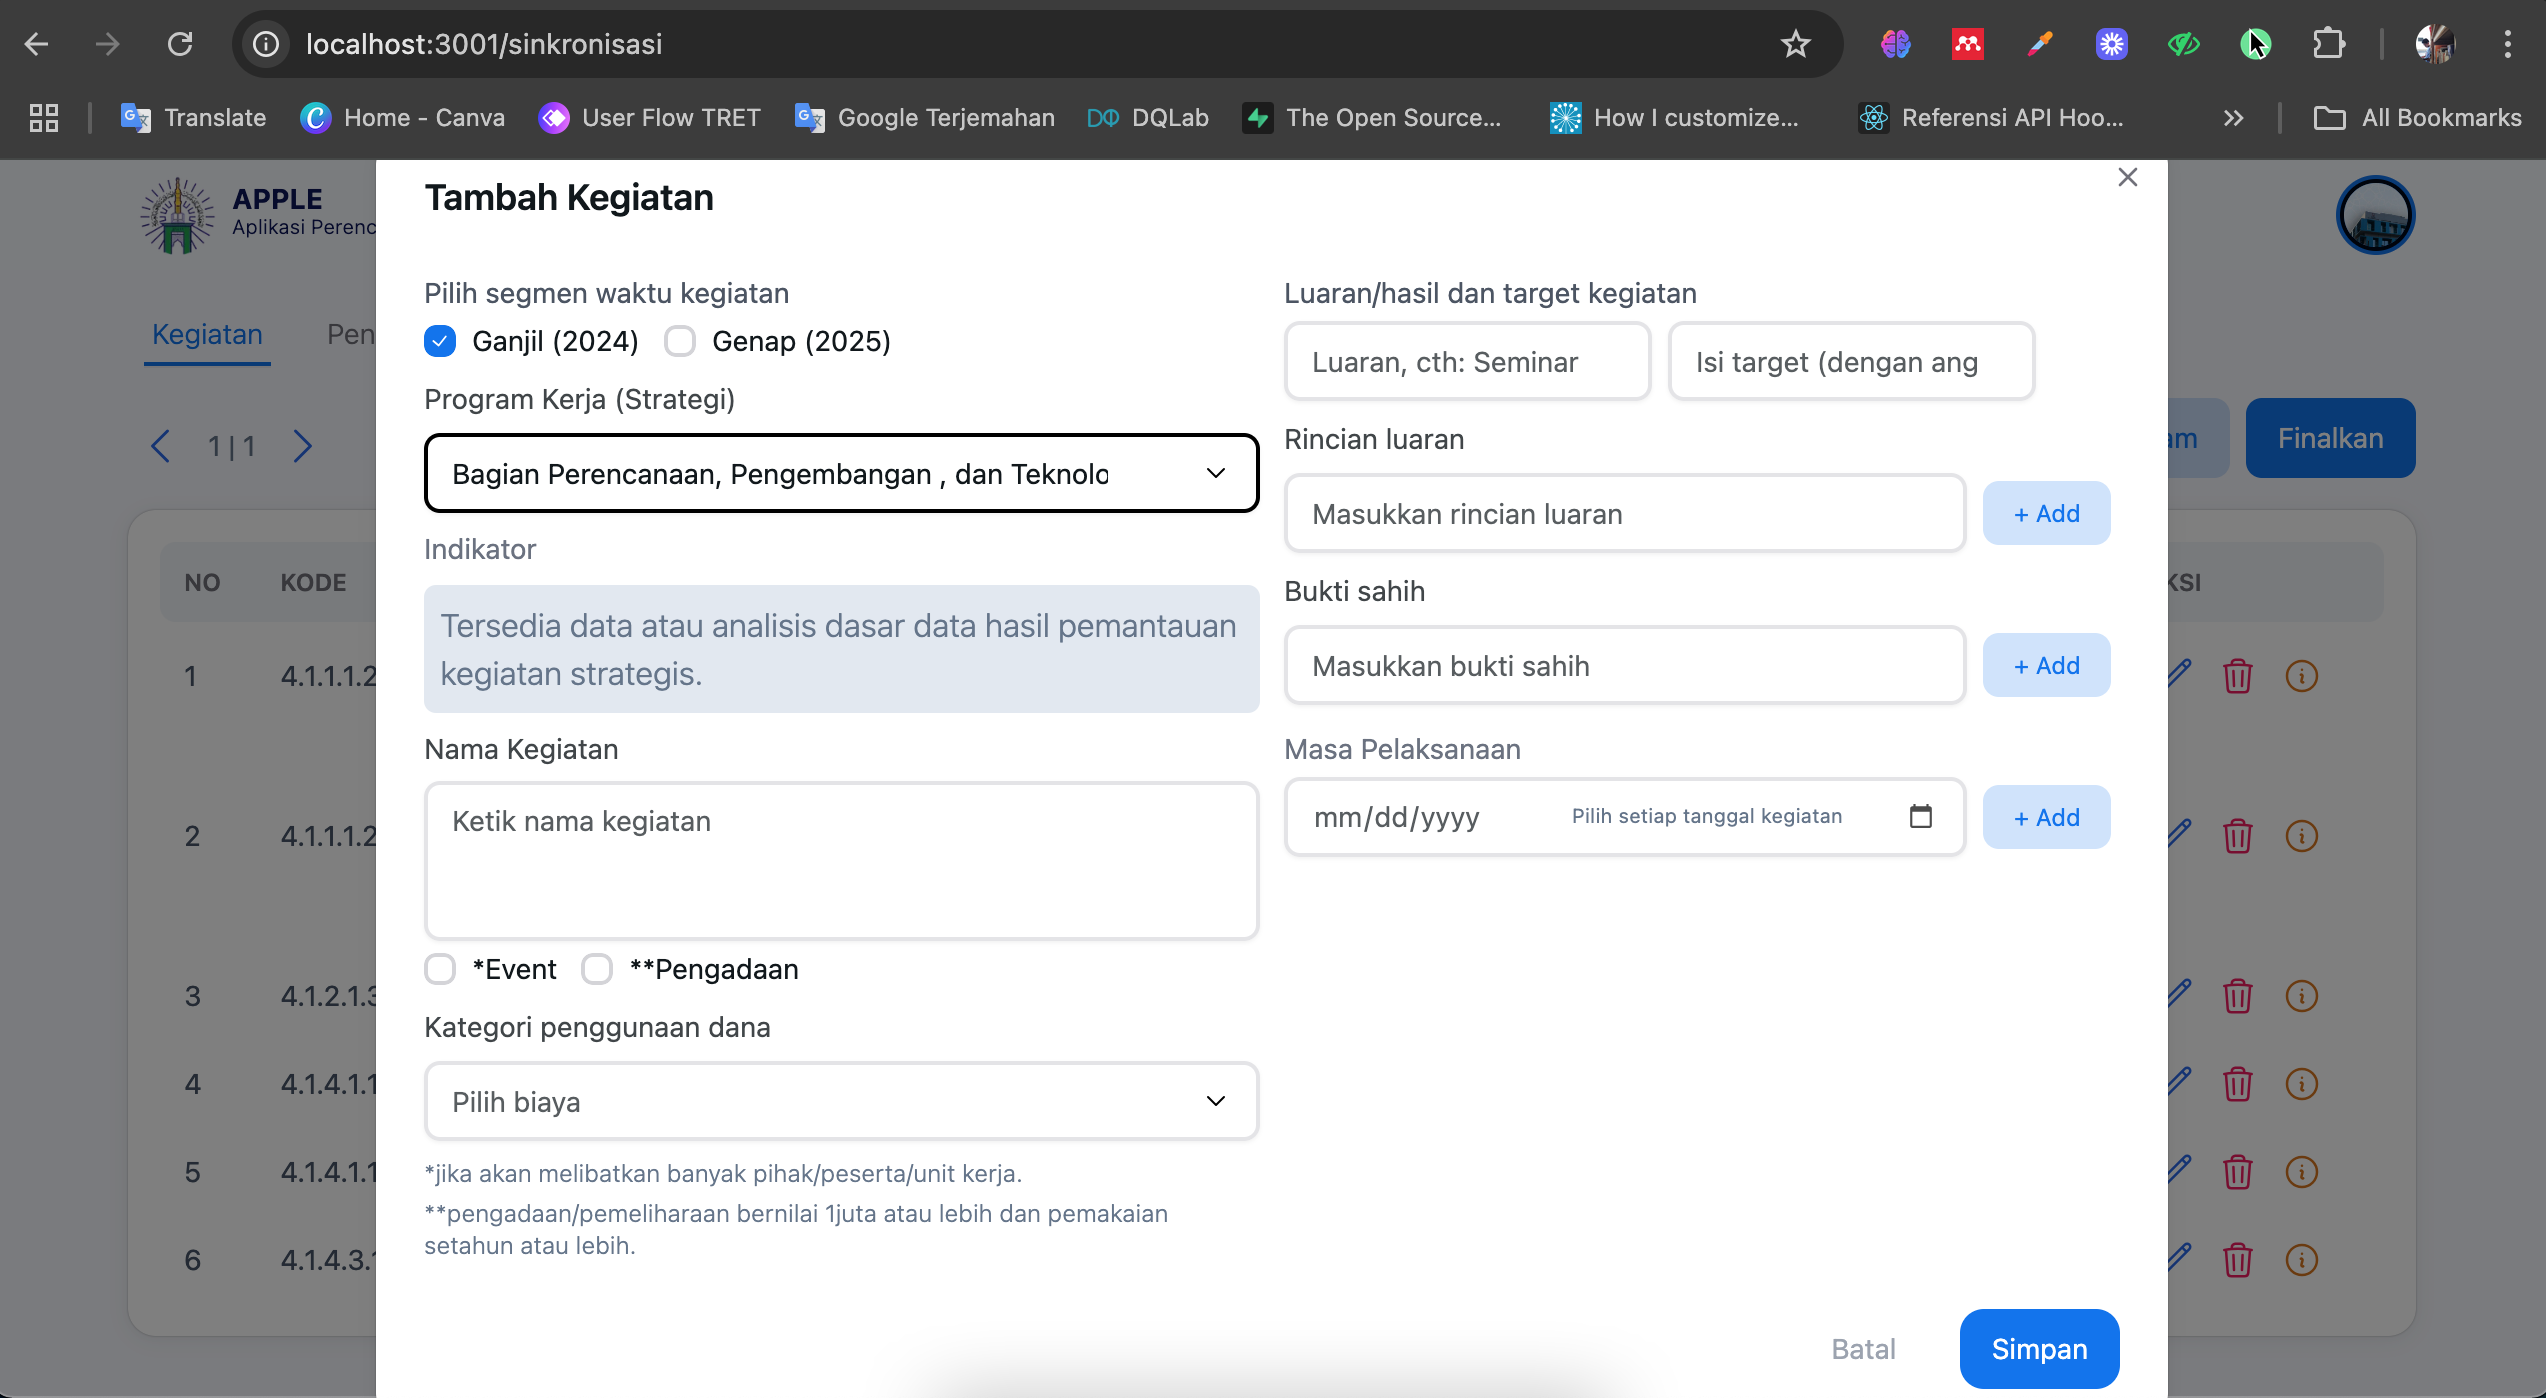 localhost:3001/sinkronisasi
Translate
Home - Canva
User Flow TRET
Google Terjemahan
DQLab
The Open Source...
How I customize...
Referensi API Hoo...
All Bookmarks
APPLE
Aplikasi Perenc
Kegiatan
Pen
1 | 1
am
Finalkan
NO
KODE
KSI
1
4.1.1.1.2
2
4.1.1.1.2
3
4.1.2.1.3
4
4.1.4.1.1
5
4.1.4.1.1
6
4.1.4.3.1
Tambah Kegiatan
Pilih segmen waktu kegiatan
Ganjil (2024)
Genap (2025)
Program Kerja (Strategi)
Bagian Perencanaan, Pengembangan , dan Teknolo
Indikator
Tersedia data atau analisis dasar data hasil pemantauan
kegiatan strategis.
Nama Kegiatan
Ketik nama kegiatan
*Event
**Pengadaan
Kategori penggunaan dana
Pilih biaya
*jika akan melibatkan banyak pihak/peserta/unit kerja.
**pengadaan/pemeliharaan bernilai 1juta atau lebih dan pemakaian
setahun atau lebih.
Luaran/hasil dan target kegiatan
Luaran, cth: Seminar
Isi target (dengan ang
Rincian luaran
Masukkan rincian luaran
+ Add
Bukti sahih
Masukkan bukti sahih
+ Add
Masa Pelaksanaan
mm/dd/yyyy
Pilih setiap tanggal kegiatan
+ Add
Batal
Simpan